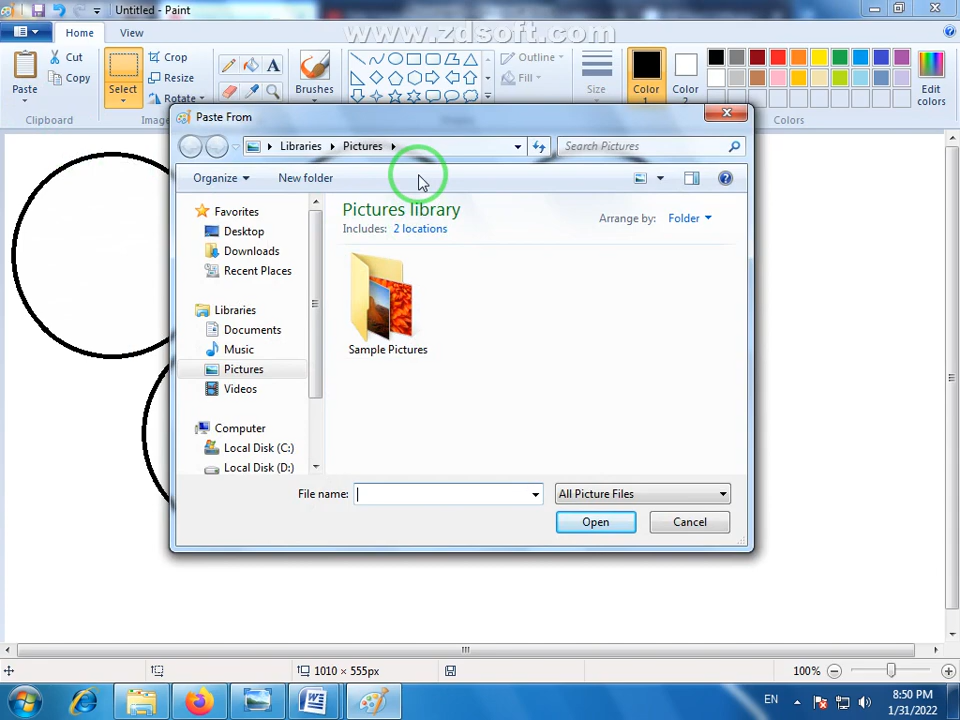 Untitled - Paint
www.zdsoft.com
Home
View
Paste
Cut
Copy
Clipboard
Select
Crop
Resize
Rotate
Brushes
Outline
Fill
Size
Color 1
Color
Edit colors
Colors
Paste From
Libraries
Pictures
Search Pictures
Organize
New folder
Pictures library
Includes: 2 locations
Arrange by: Folder
Favorites
Desktop
Downloads
Recent Places
Libraries
Documents
Music
Pictures
Videos
Computer
Local Disk (C:)
Local Disk (D:)
Sample Pictures
File name:
All Picture Files
Open
Cancel
1010 × 555px
100%
EN
8:50 PM
1/31/2022